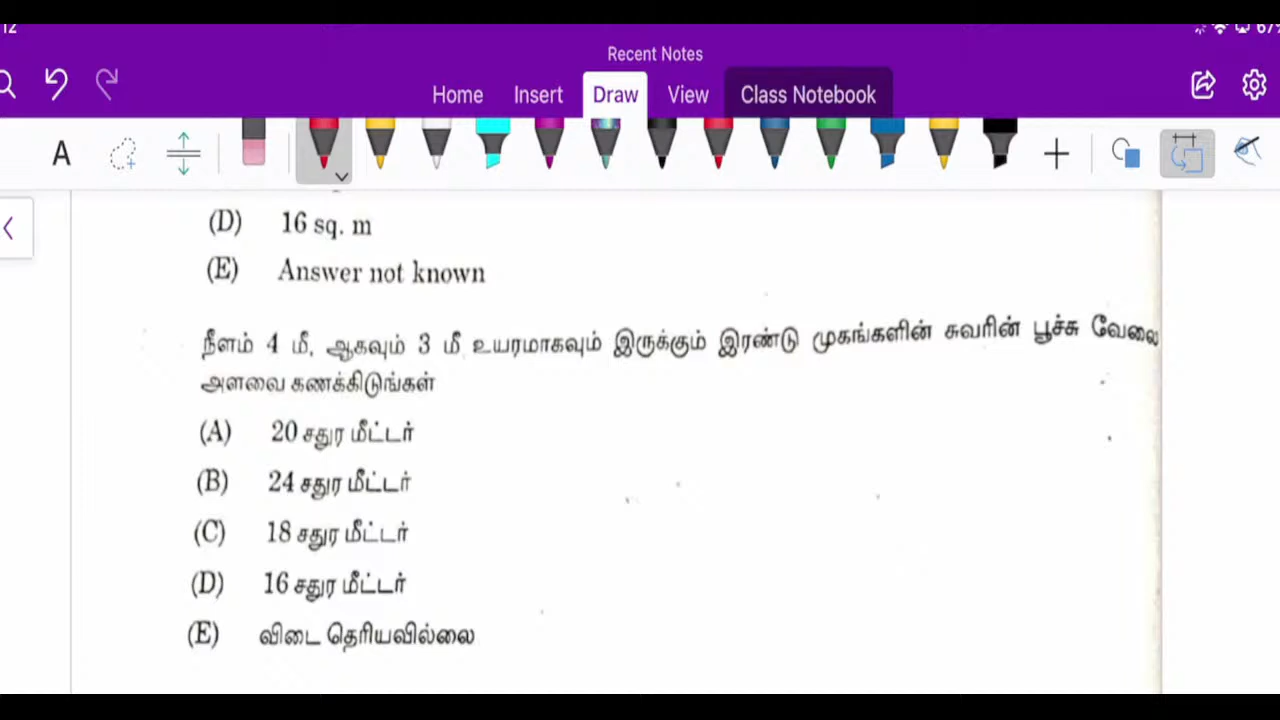 12
67%
Recent Notes
Home Insert Draw View Class Notebook
A
(D) 16 sq. m
(E) Answer not known
நீளம் 4 மீ, ஆகவும் 3 மீ உயரமாகவும் இருக்கும் இரண்டு முகங்களின் சுவரின் பூச்சு வேலை
அளவை கணக்கிடுங்கள்
(A) 20 சதுர மீட்டர்
(B) 24 சதுர மீட்டர்
(C) 18 சதுர மீட்டர்
(D) 16 சதுர மீட்டர்
(E) விடை தெரியவில்லை